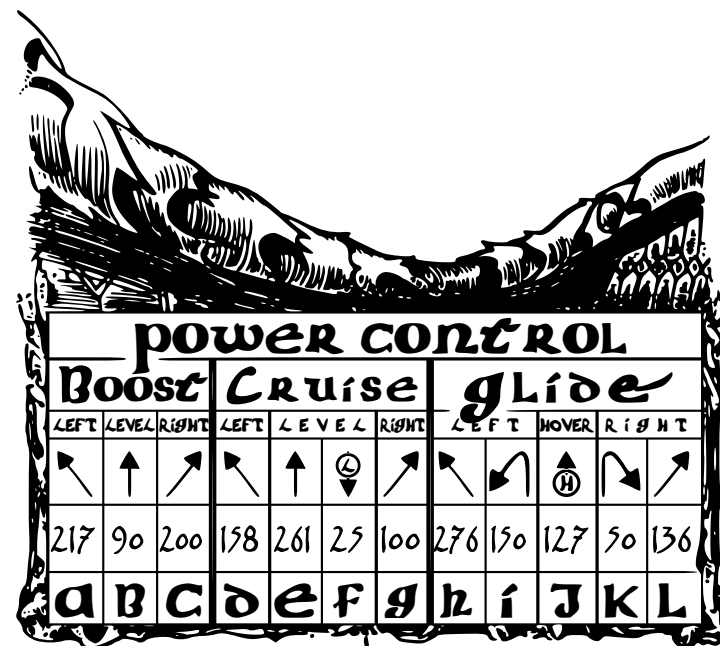 POWER CONTROL
Boost Cruise Glide
LEFT LEVEL RIGHT LEFT LEVEL RIGHT LEFT HOVER RIGHT
L H
217 90 200 158 261 25 100 276 150 127 50 136
a B C d e f g h i J K L